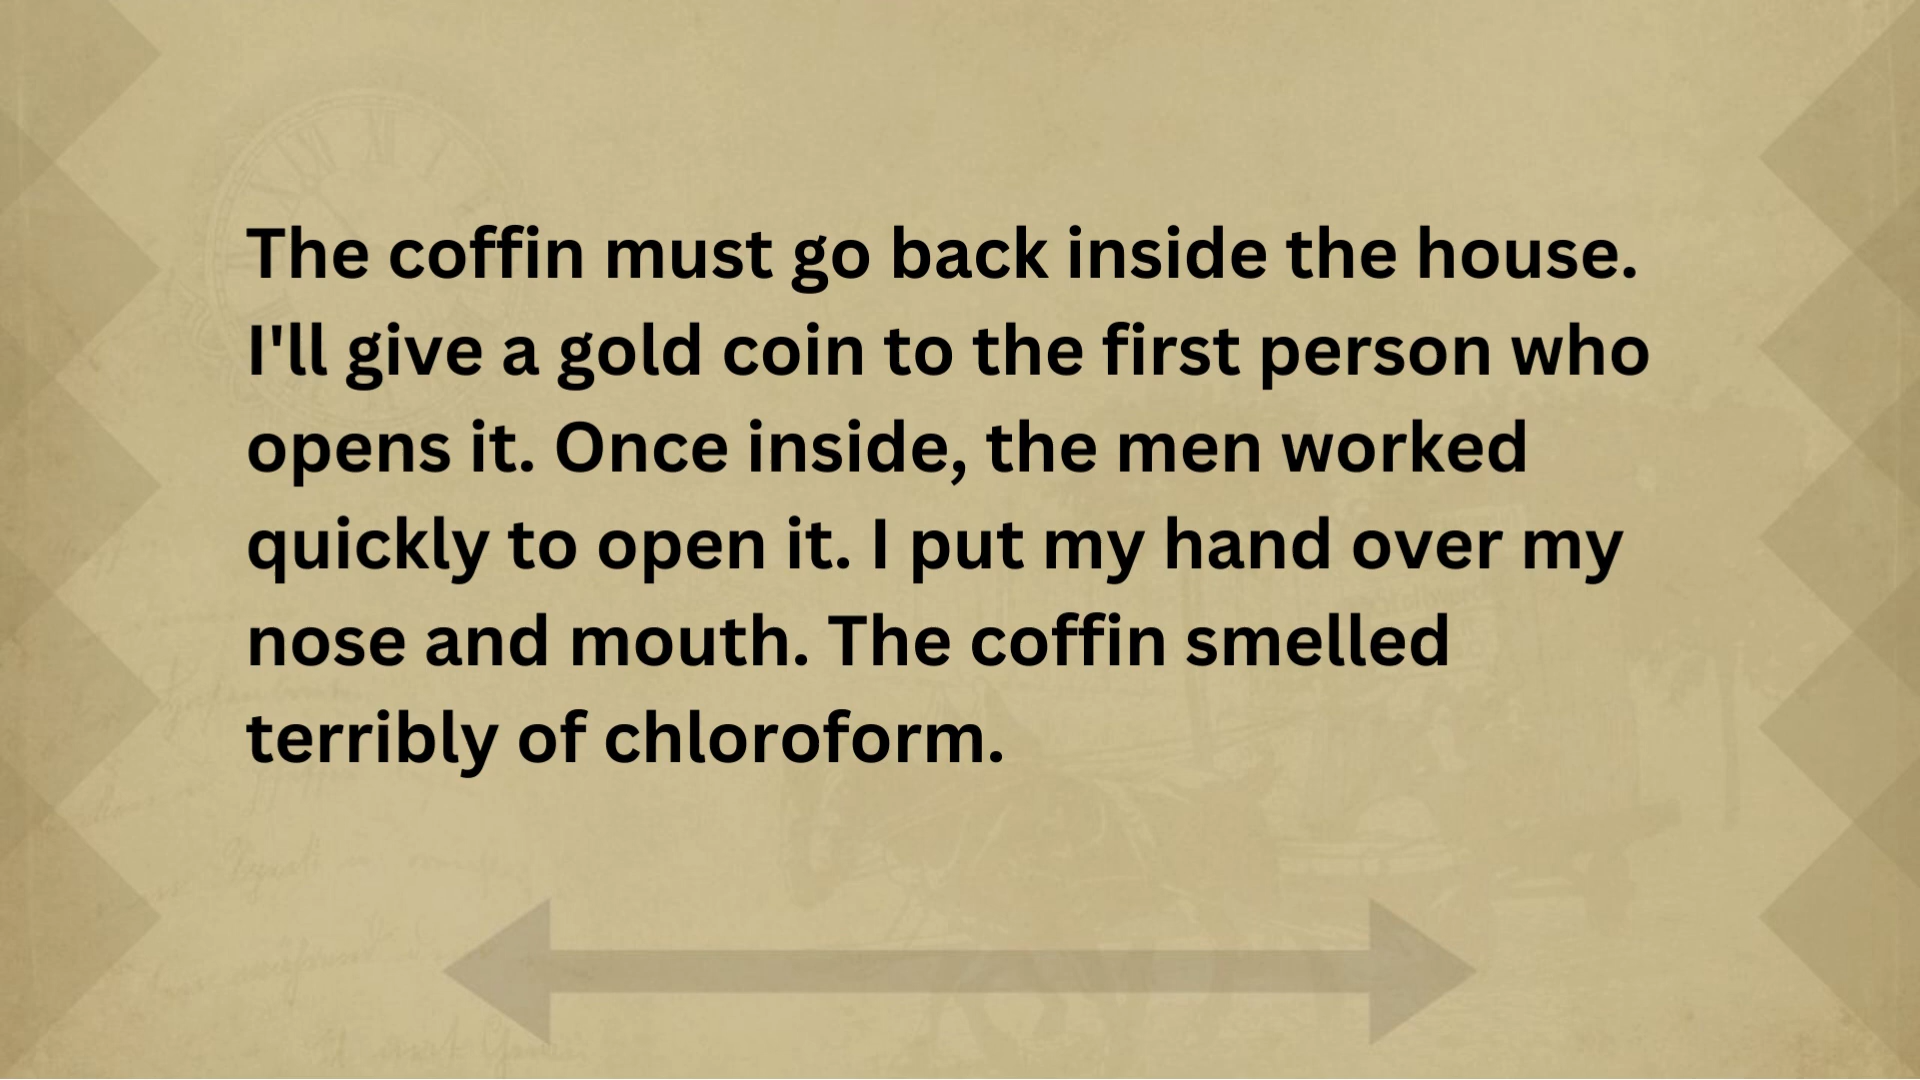 The coffin must go back inside the house.
I'll give a gold coin to the first person who
opens it. Once inside, the men worked
quickly to open it. I put my hand over my
nose and mouth. The coffin smelled
terribly of chloroform.